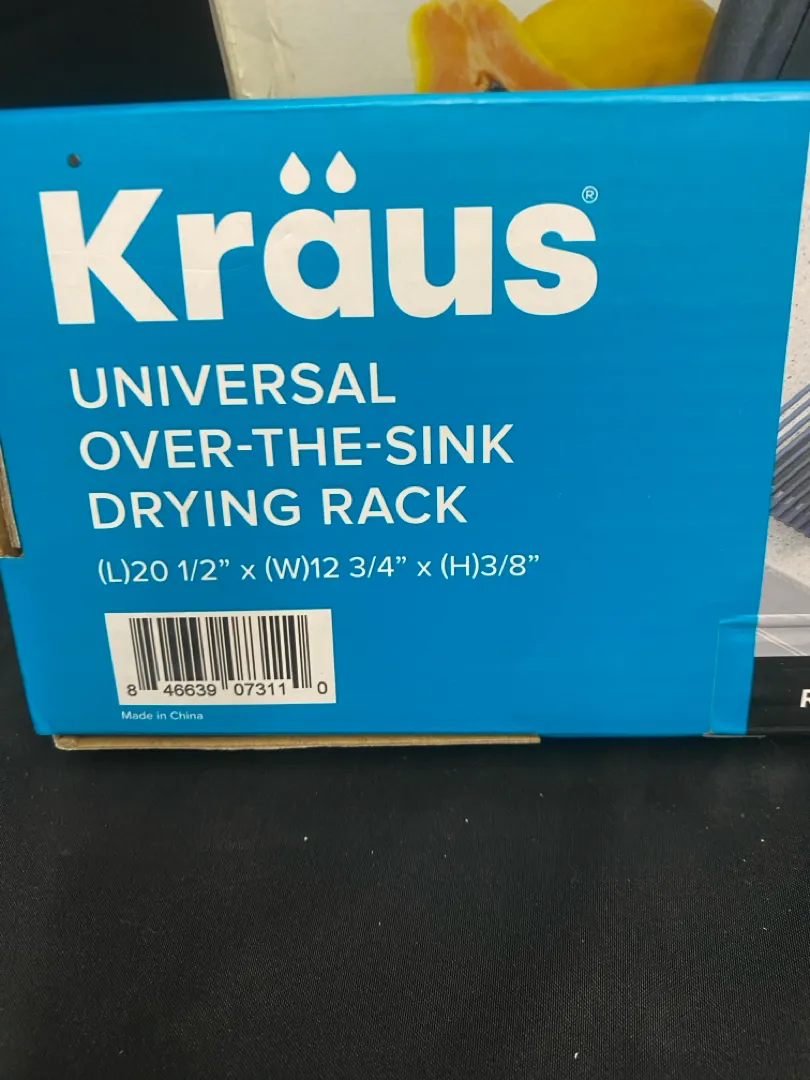 Kräus®
UNIVERSAL
OVER-THE-SINK
DRYING RACK
(L)20 1/2” x (W)12 3/4” x (H)3/8”
8 46639 07311 0
Made in China